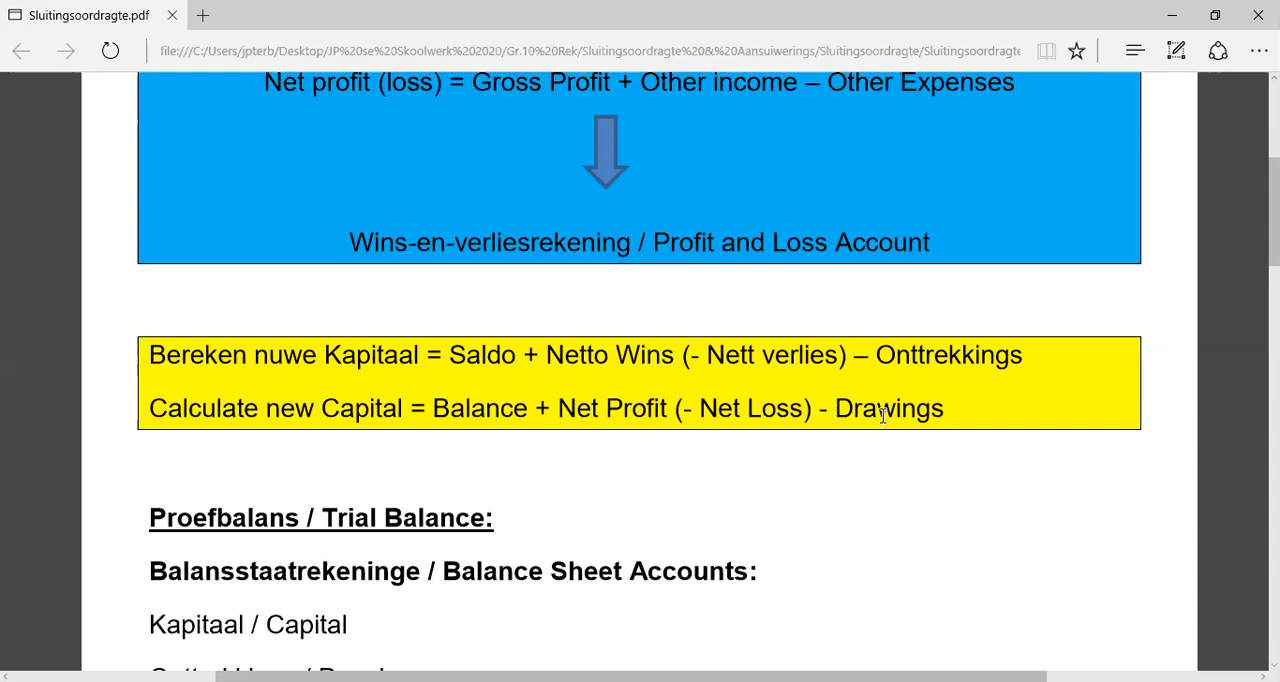 Sluitingsoordragte.pdf
file:///C:/Users/jpterb/Desktop/JP%20se%20Skoolwerk%202020/Gr.10%20Rek/Sluitingsoordragte%20&%20Aansuiwerings/Sluitingsoordragte/Sluitingsoordragte
Net profit (loss) = Gross Profit + Other income – Other Expenses
Wins-en-verliesrekening / Profit and Loss Account
Bereken nuwe Kapitaal = Saldo + Netto Wins (- Nett verlies) – Onttrekkings
Calculate new Capital = Balance + Net Profit (- Net Loss) - Drawings
Proefbalans / Trial Balance:
Balansstaatrekeninge / Balance Sheet Accounts:
Kapitaal / Capital